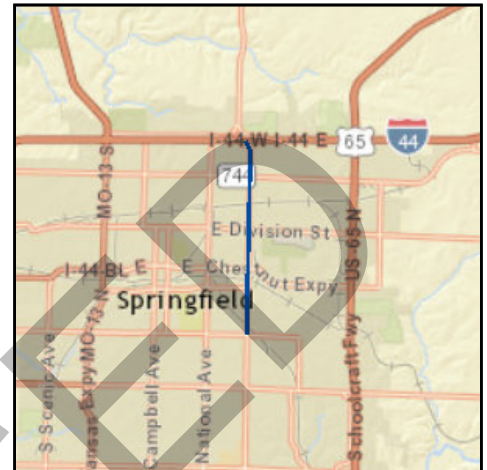 I-44 W I-44 E
65
44
744
MO-13 S
E Division St
US-65 N
I-44 BL E
E Chestnut Expy
Springfield
MO-13 N
S Scenic Ave
ansas Expy
Campbell Ave
National Ave
Schoolcraft Fwy